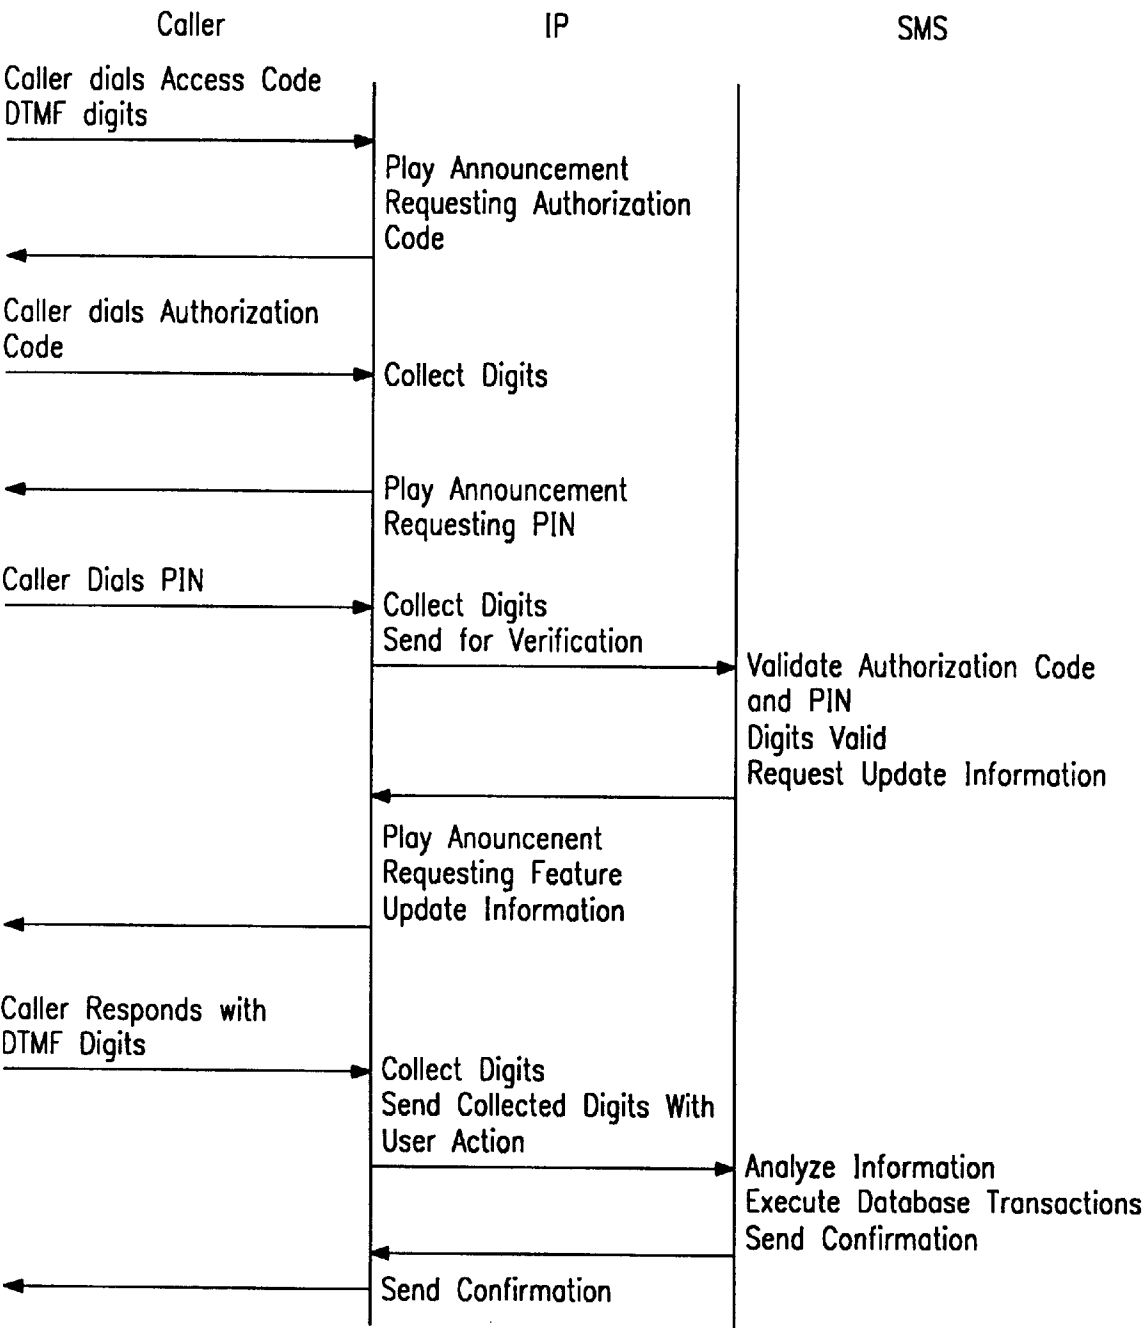 Caller IP SMS
Caller dials Access Code
DTMF digits
Play Announcement
Requesting Authorization
Code
Caller dials Authorization
Code
Collect Digits
Play Announcement
Requesting PIN
Caller Dials PIN
Collect Digits
Send for Verification
Validate Authorization Code
and PIN
Digits Valid
Request Update Information
Play Anouncenent
Requesting Feature
Update Information
Caller Responds with
DTMF Digits
Collect Digits
Send Collected Digits With
User Action
Analyze Information
Execute Database Transactions
Send Confirmation
Send Confirmation